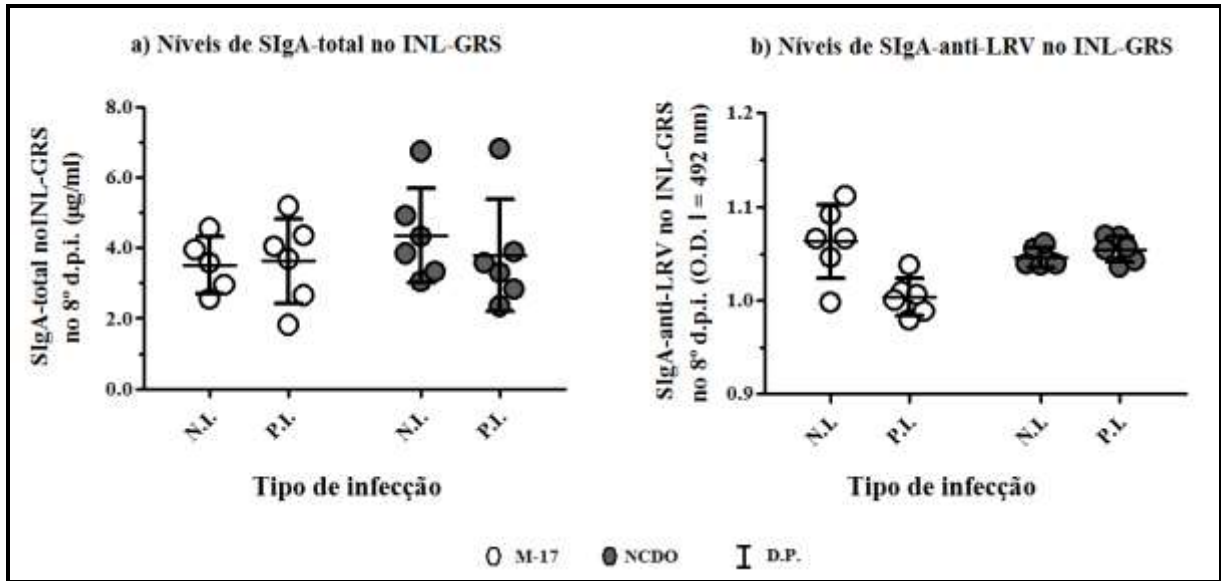 a) Níveis de SIgA-total no INL-GRS
SIgA-total noINL-GRS
no 8º d.p.i. (µg/ml)
8.0
6.0
4.0
2.0
0.0
N.I.
P.I.
N.I.
P.I.
Tipo de infecção
b) Níveis de SIgA-anti-LRV no INL-GRS
SIgA-anti-LRV no INL-GRS
no 8º d.p.i. (O.D. l = 492 nm)
1.2
1.1
1.0
0.9
N.I.
P.I.
N.I.
P.I.
Tipo de infecção
M-17 NCDO D.P.